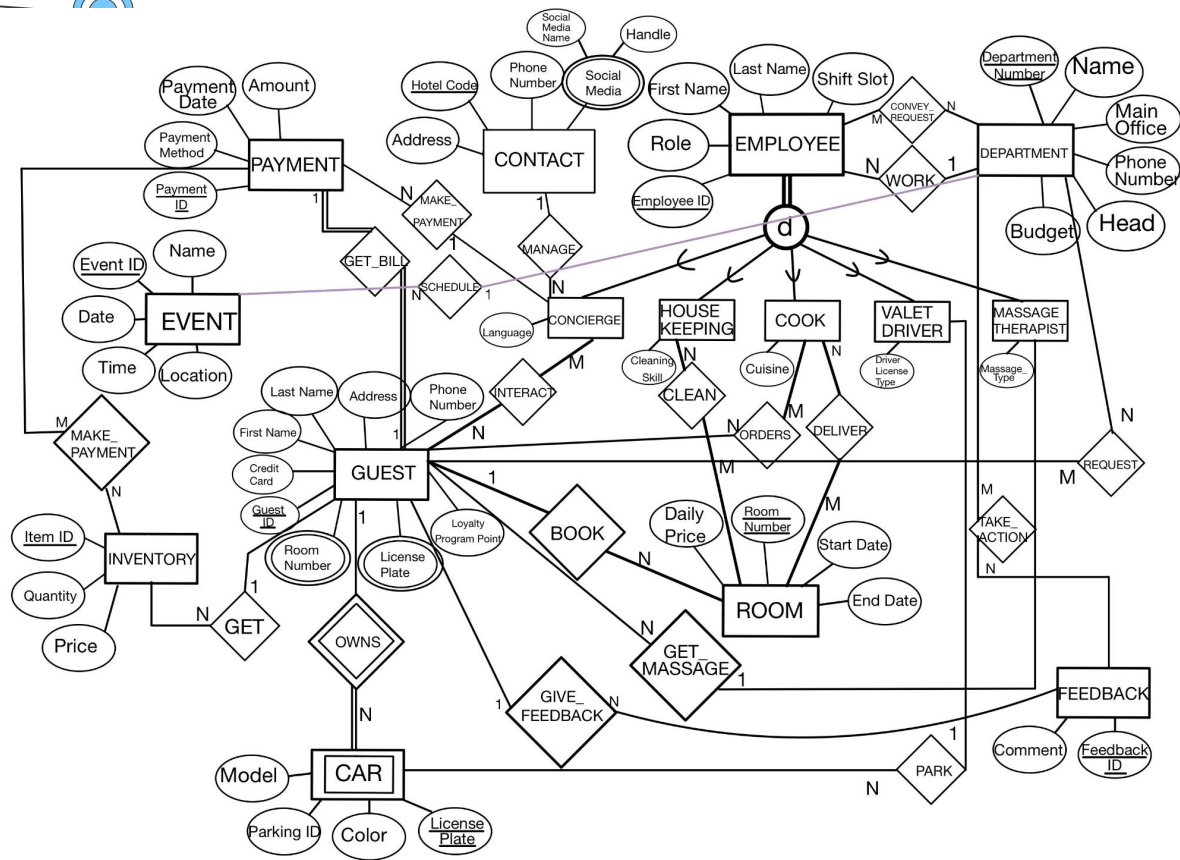 Social
Media
Name
Handle
Hotel Code
Phone
Number
Social
Media
Address
CONTACT
Payment
Date
Amount
Payment
Method
Payment
ID
PAYMENT
1
First Name
Last Name
Shift Slot
Role
Employee ID
EMPLOYEE
M
CONVEY_
REQUEST
N
N
WORK
1
Department
Number
Name
Main
Office
Phone
Number
Head
Budget
DEPARTMENT
d
N
MAKE_
PAYMENT
1
1
MANAGE
N
GET_BILL
1
N
SCHEDULE
1
Event ID
Name
Date
Time
Location
EVENT
Language
CONCIERGE
HOUSE
KEEPING
Cleaning
Skill
COOK
Cuisine
VALET
DRIVER
Driver
License
Type
MASSAGE
THERAPIST
Massage_
Type
M
INTERACT
N
N
CLEAN
M
N
ORDERS
M
N
DELIVER
M
M
REQUEST
N
Last Name
Address
Phone
Number
First Name
Credit
Card
Guest
ID
Room
Number
License
Plate
Loyalty
Program Point
GUEST
M
MAKE_
PAYMENT
N
Item ID
Quantity
Price
INVENTORY
N
GET
1
1
OWNS
N
1
BOOK
N
Daily
Price
Room
Number
Start Date
End Date
ROOM
N
GET_
MASSAGE
1
1
GIVE_
FEEDBACK
N
M
TAKE_
ACTION
N
FEEDBACK
Comment
Feedback
ID
1
PARK
N
Model
Parking ID
Color
License
Plate
CAR